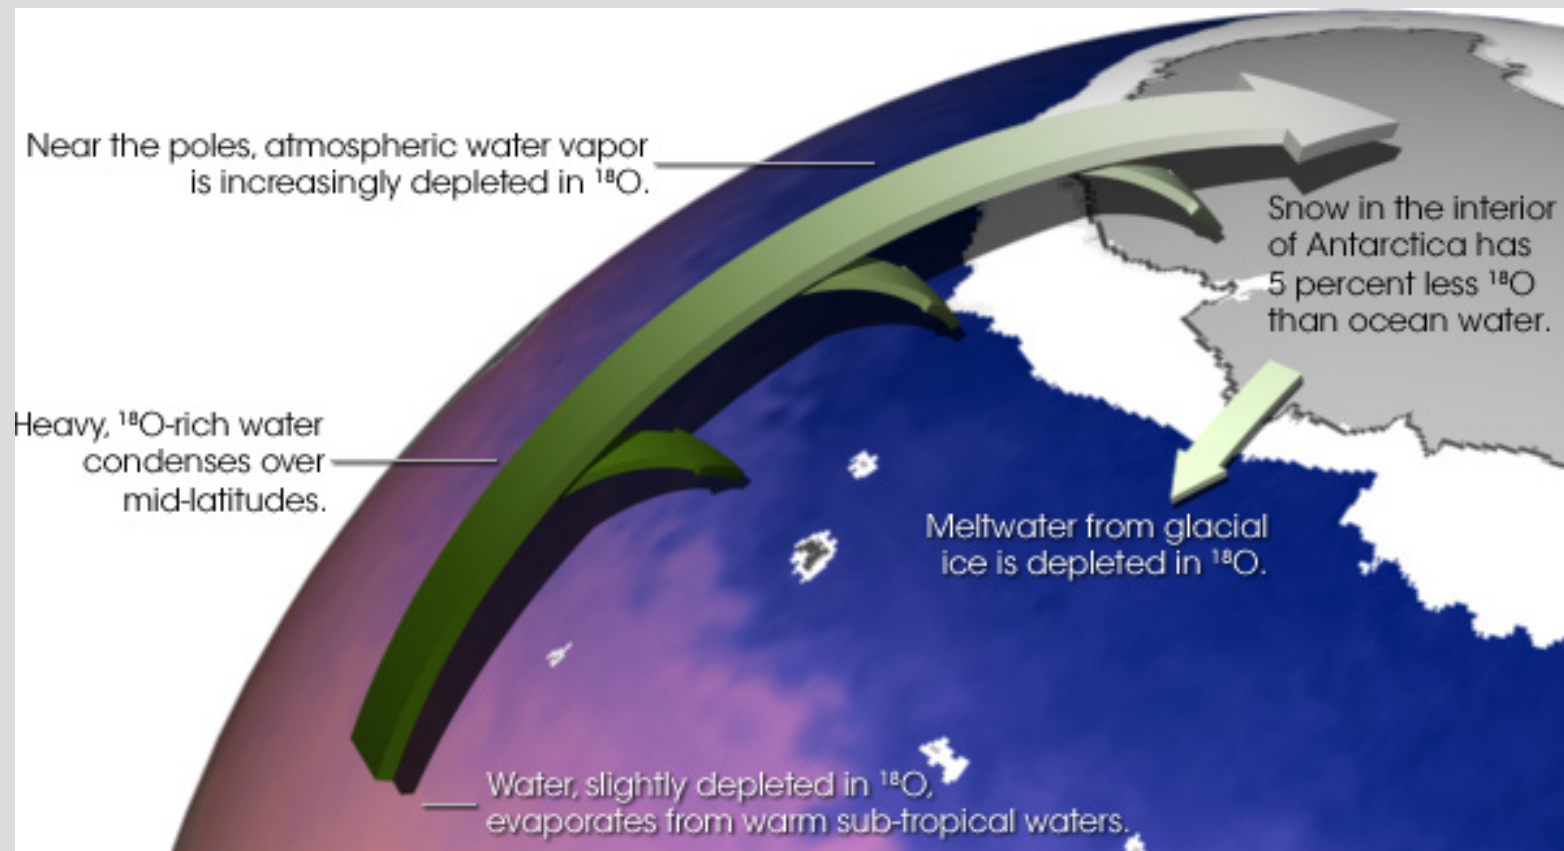 Near the poles, atmospheric water vapor
is increasingly depleted in ¹⁸O.
Snow in the interior
of Antarctica has
5 percent less ¹⁸O
than ocean water.
Heavy, ¹⁸O-rich water
condenses over
mid-latitudes.
Meltwater from glacial
ice is depleted in ¹⁸O.
Water, slightly depleted in ¹⁸O,
evaporates from warm sub-tropical waters.